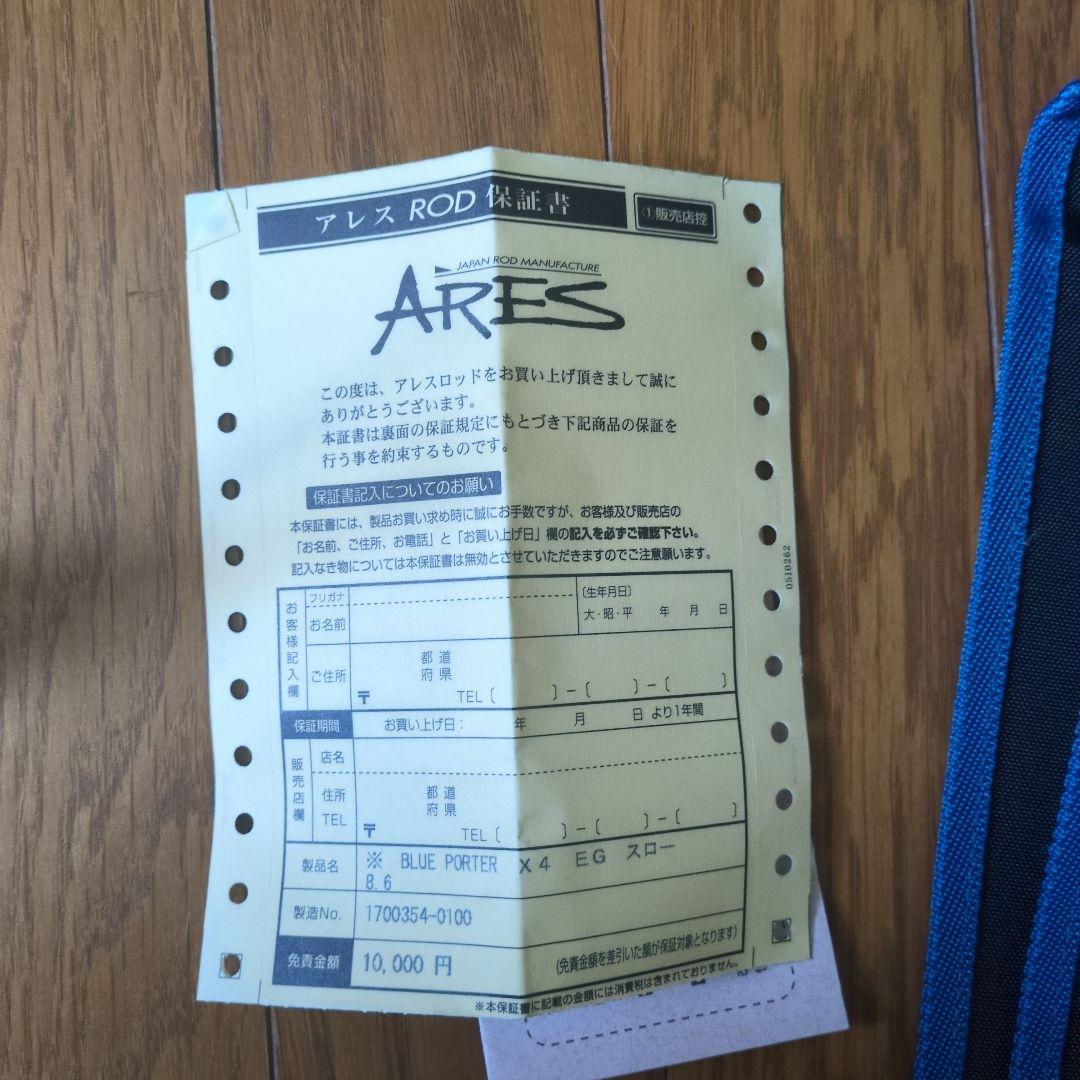 アレス ROD 保証書
①販売店控
JAPAN ROD MANUFACTURE
ARES
この度は、アレスロッドをお買い上げ頂きまして誠に
ありがとうございます。
本証書は裏面の保証規定にもとづき下記商品の保証を
行う事を約束するものです。
保証書記入についてのお願い
本保証書には、製品お買い求め時に誠にお手数ですが、お客様及び販売店の
「お名前、ご住所、お電話」と「お買い上げ日」欄の記入を必ずご確認下さい。
記入なき物については本保証書は無効とさせていただきますのでご注意願います。
0510262
お客様記入欄
フリガナ
お名前
〔生年月日〕
大・昭・平 年 月 日
ご住所
都 道
府 県
〒 TEL〔 〕−〔 〕−〔 〕
保証期間 お買い上げ日: 年 月 日 より1年間
販売店欄
店名
住所
TEL
都 道
府 県
〒 TEL〔 〕−〔 〕−〔 〕
製品名 ※ BLUE PORTER X4 EG スロー
8.6
製造No. 1700354-0100
免責金額 10,000 円 (免責金額を差引いた額が保証対象となります)
※本保証書に記載の金額には消費税は含まれておりません。